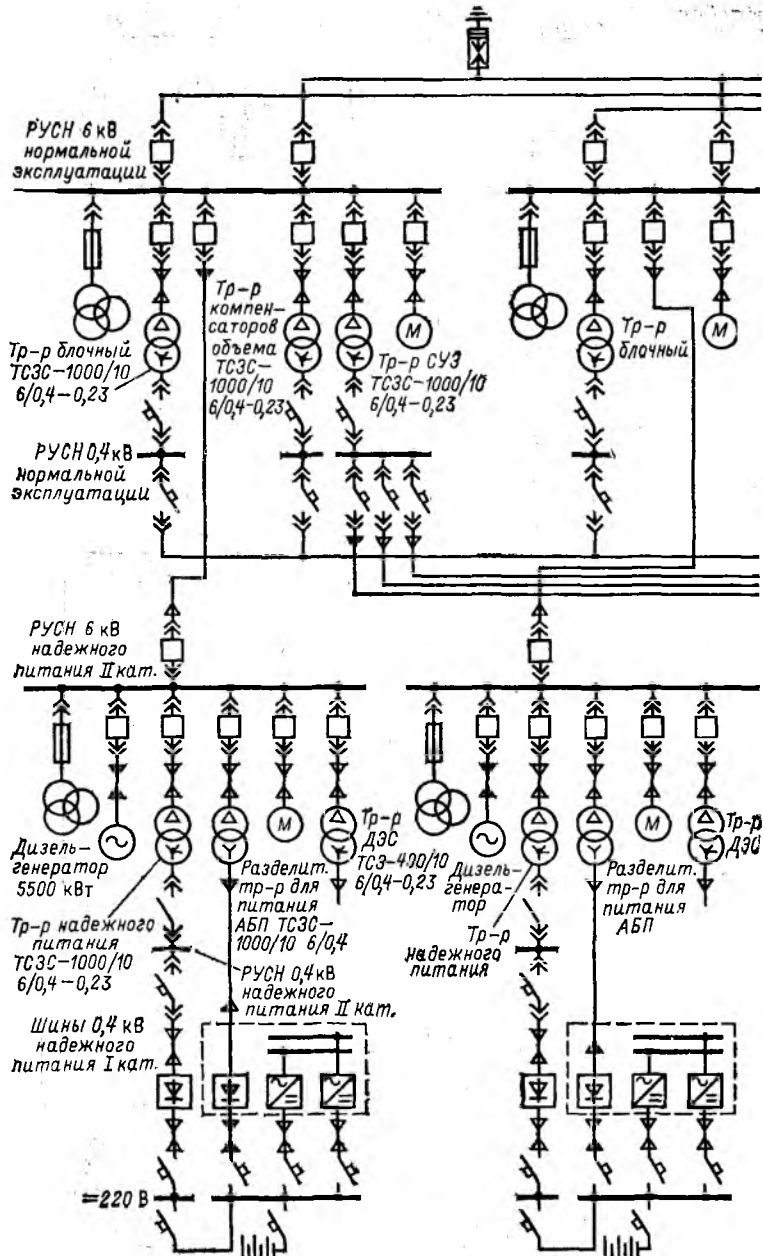 РУСН 6 кВ
нормальной
эксплуатации
Тр-р
компен-
саторов
объема
ТСЗС-
1000/10
6/0,4-0,23
М
Тр-р блочный
ТСЗС-1000/10
6/0,4-0,23
Тр-р СУЗ
ТСЗС-1000/10
6/0,4-0,23
Тр-р
блочный
М
РУСН 0,4 кВ
нормальной
эксплуатации
РУСН 6 кВ
надежного
питания II кат.
Дизель-
генератор
5500 кВт
М
Тр-р
ДЭС
ТСЗ-400/10
6/0,4-0,23
Разделит.
тр-р для
питания
АБП ТСЗС-
1000/10 6/0,4
Тр-р надежного
питания
ТСЗС-1000/10
6/0,4-0,23
РУСН 0,4 кВ
надежного
питания II кат.
Шины 0,4 кВ
надежного
питания I кат.
Дизель-
генера-
тор
Тр-р
надежного
питания
Разделит.
тр-р для
питания
АБП
М
Тр-р
ДЭС
=220 В